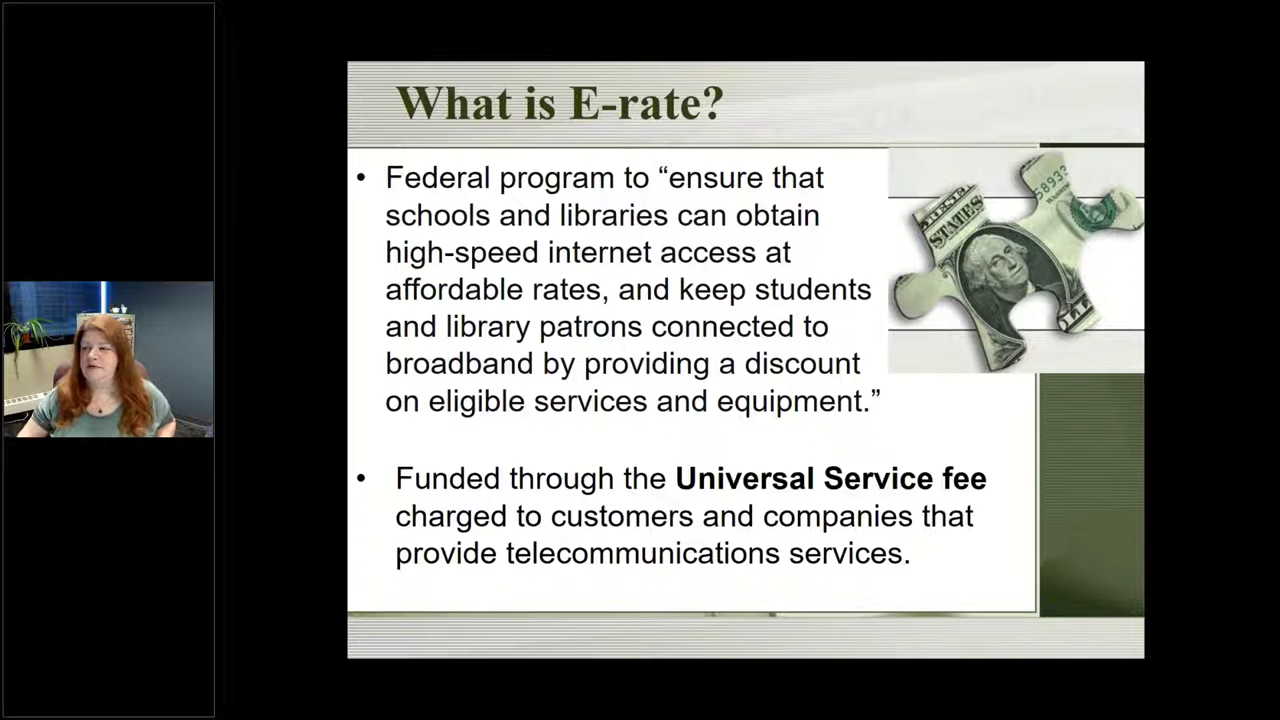 What is E-rate?
• Federal program to “ensure that
schools and libraries can obtain
high-speed internet access at
affordable rates, and keep students
and library patrons connected to
broadband by providing a discount
on eligible services and equipment.”
• Funded through the Universal Service fee
charged to customers and companies that
provide telecommunications services.
STATES